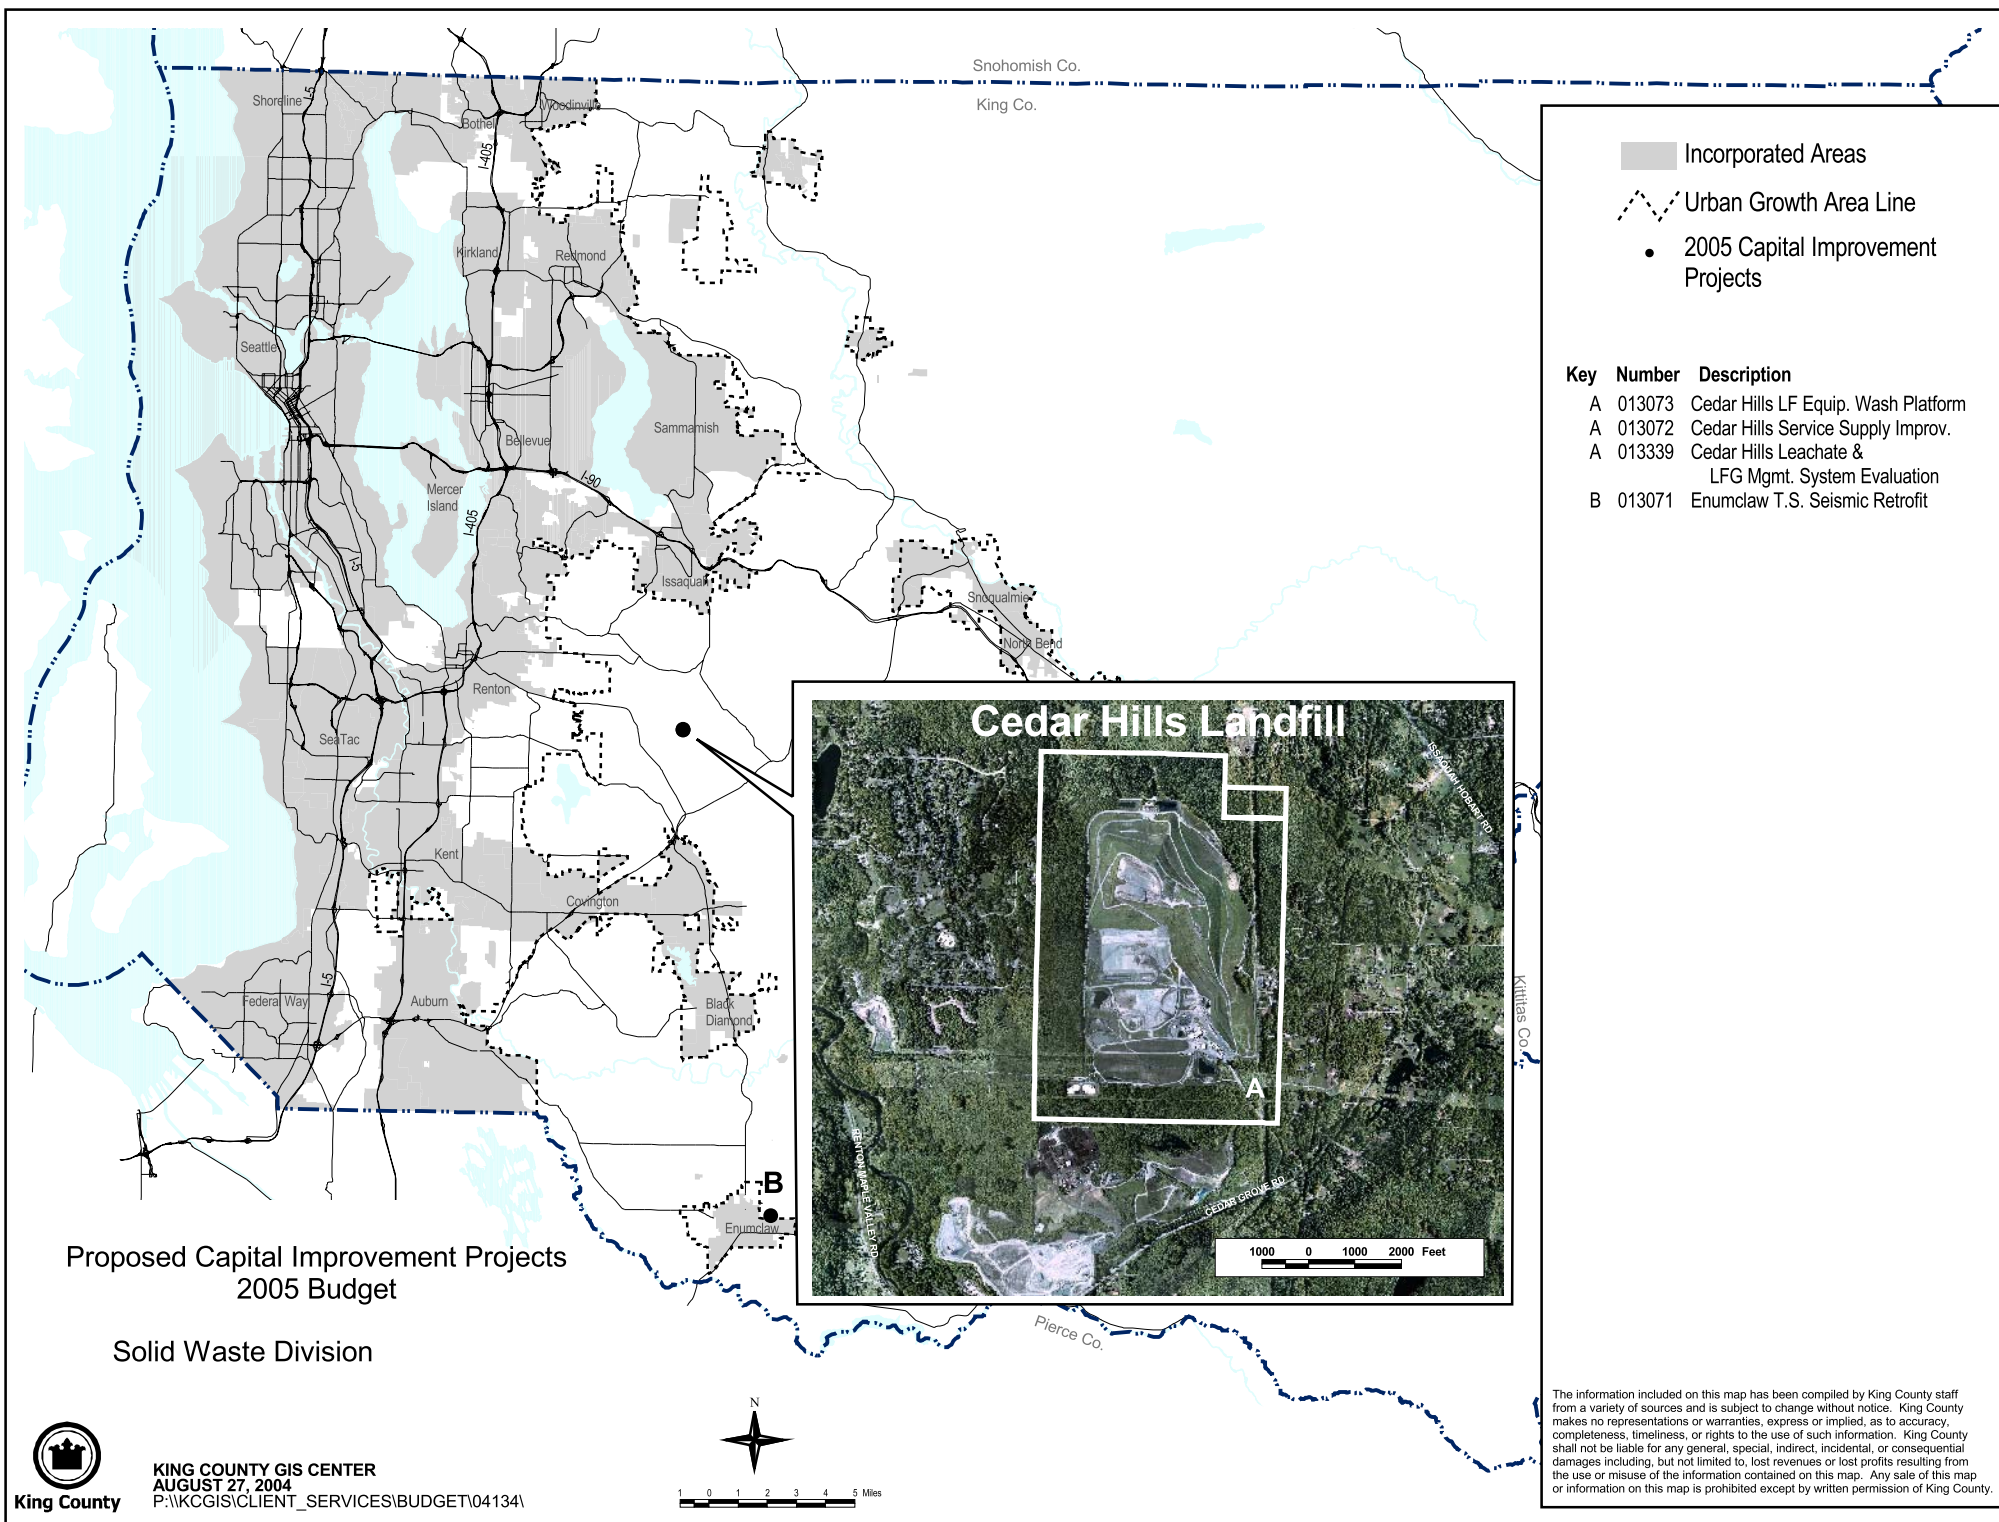 Snohomish Co.
King Co.
Shoreline
I-5
Bothell
Woodinville
I-405
Kirkland
Redmond
Seattle
Sammamish
Bellevue
I-90
Mercer
Island
I-405
I-5
Issaquah
Snoqualmie
North Bend
Renton
SeaTac
Kent
Covington
I-5
Federal Way
Auburn
Black
Diamond
B
Enumclaw
Kittitas Co.
Pierce Co.
Cedar Hills Landfill
ISSAQUAH HOBART RD
A
RENTON MAPLE VALLEY RD
CEDAR GROVE RD
1000 0 1000 2000 Feet
Incorporated Areas
Urban Growth Area Line
2005 Capital Improvement
Projects
Key Number Description
A 013073 Cedar Hills LF Equip. Wash Platform
A 013072 Cedar Hills Service Supply Improv.
A 013339 Cedar Hills Leachate &
LFG Mgmt. System Evaluation
B 013071 Enumclaw T.S. Seismic Retrofit
Proposed Capital Improvement Projects
2005 Budget
Solid Waste Division
King County
KING COUNTY GIS CENTER
AUGUST 27, 2004
P:\\KCGIS\CLIENT_SERVICES\BUDGET\04134\
N
1 0 1 2 3 4 5 Miles
The information included on this map has been compiled by King County staff
from a variety of sources and is subject to change without notice. King County
makes no representations or warranties, express or implied, as to accuracy,
completeness, timeliness, or rights to the use of such information. King County
shall not be liable for any general, special, indirect, incidental, or consequential
damages including, but not limited to, lost revenues or lost profits resulting from
the use or misuse of the information contained on this map. Any sale of this map
or information on this map is prohibited except by written permission of King County.